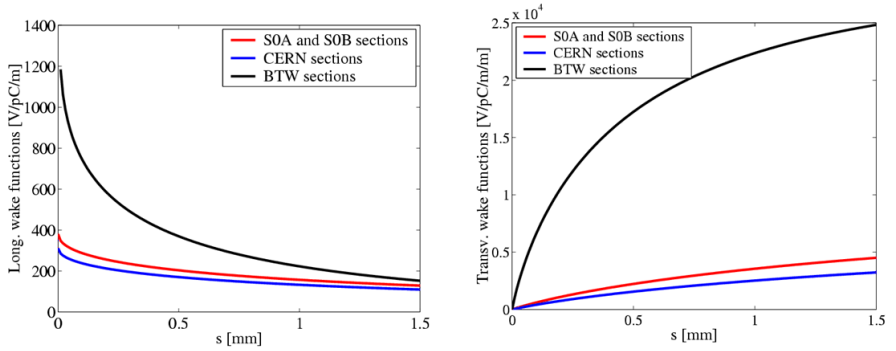 1400
1200
1000
800
600
400
200
0
Long. wake functions [V/pC/m]
S0A and S0B sections
CERN sections
BTW sections
0
0.5
1
1.5
s [mm]
x 10⁴
2.5
2
1.5
1
0.5
0
Transv. wake functions [V/pC/m/m]
S0A and S0B sections
CERN sections
BTW sections
0
0.5
1
1.5
s [mm]